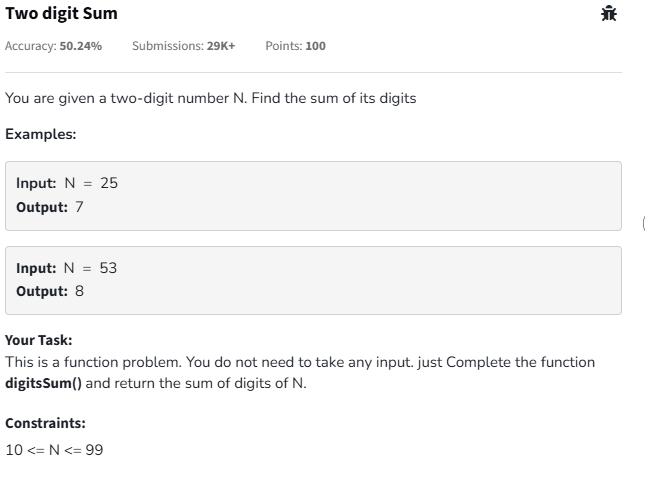 Two digit Sum
Accuracy: 50.24% Submissions: 29K+ Points: 100
You are given a two-digit number N. Find the sum of its digits
Examples:
Input: N = 25
Output: 7
Input: N = 53
Output: 8
Your Task:
This is a function problem. You do not need to take any input. just Complete the function
digitsSum() and return the sum of digits of N.
Constraints:
10 <= N <= 99